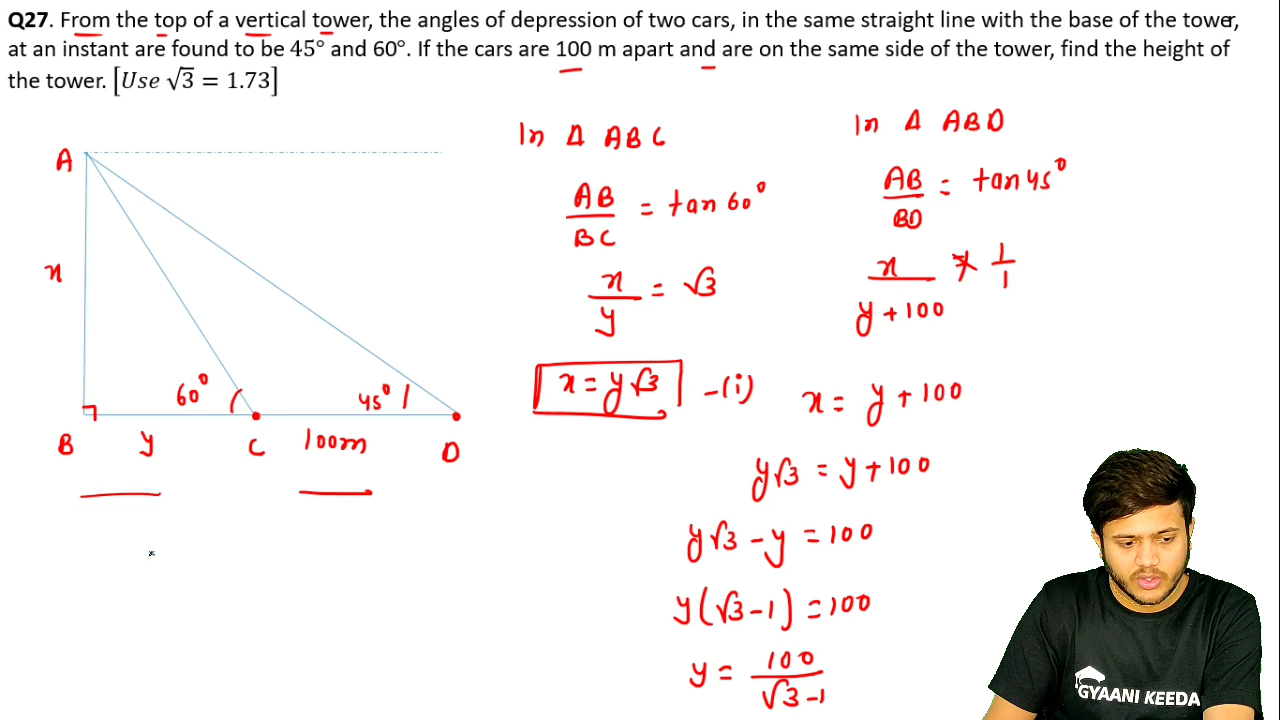 Q27. From the top of a vertical tower, the angles of depression of two cars, in the same straight line with the base of the tower,
at an instant are found to be 45° and 60°. If the cars are 100 m apart and are on the same side of the tower, find the height of
the tower. [Use √3 = 1.73]
A
x
60°
45°
B
y
C
100m
D
In Δ ABC
AB/BC = tan 60°
x/y = √3
x = y√3 -(i)
In Δ ABD
AB/BD = tan 45°
x/y+100 = 1/1
x = y+100
y√3 = y+100
y√3 - y = 100
y(√3-1) = 100
y = 100/√3-1
GYAANI KEEDA